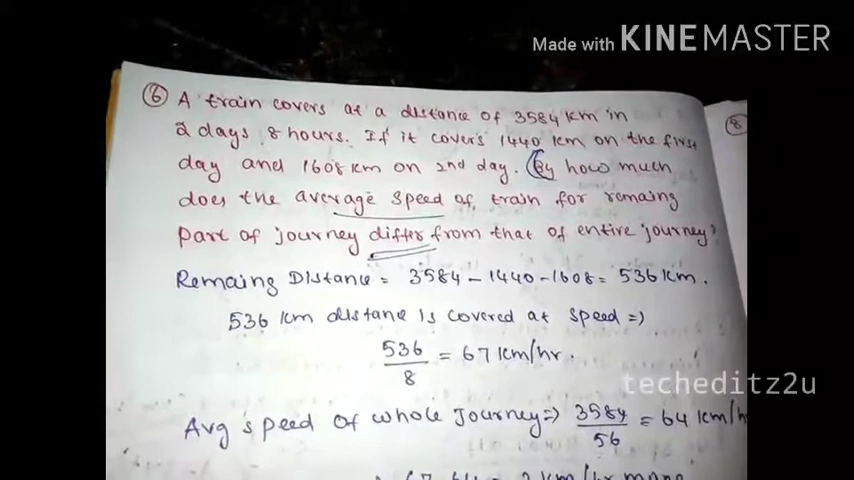 Made with KINEMASTER
6 A train covers at a distance of 3584 km in
2 days 8 hours. If it covers 1440 km on the first
day and 1608 km on 2nd day. By how much
does the average speed of train for remaing
part of journey differ from that of entire journey?
Remaing Distance = 3584 - 1440 - 1608 = 536 km.
536 km distance is covered at speed =>
536
8
= 67 km/hr.
techeditz2u
Avg speed of whole Journey => 3584
56
= 64 km/h
8